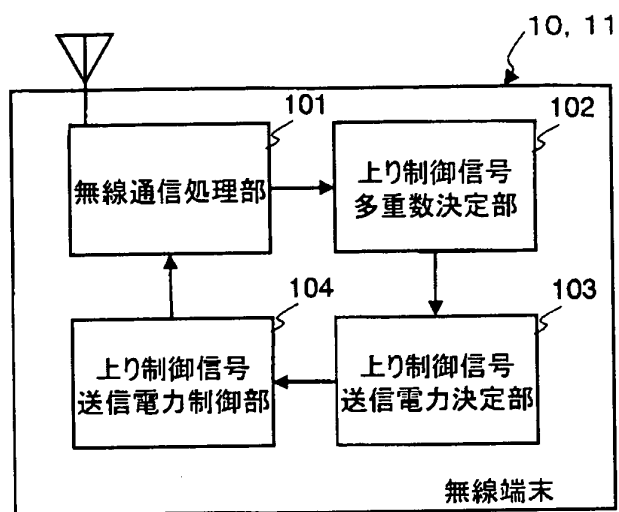 10, 11
101
無線通信処理部
102
上り制御信号
多重数決定部
104
上り制御信号
送信電力制御部
103
上り制御信号
送信電力決定部
無線端末